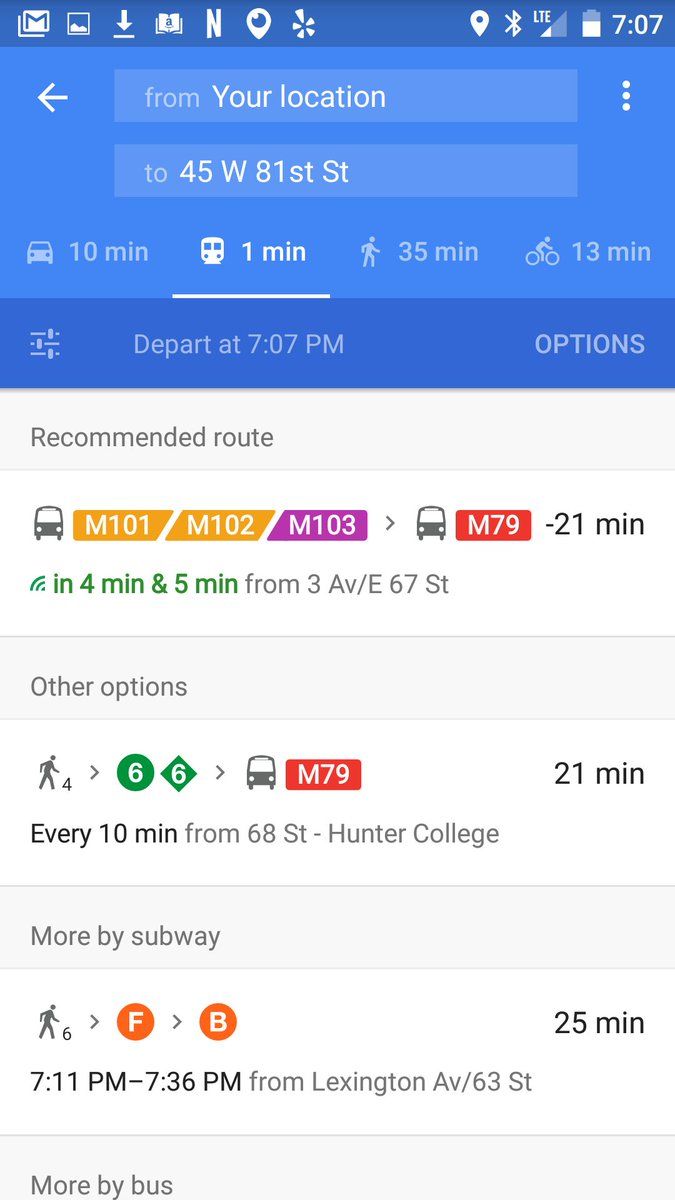 LTE 7:07
from Your location
to 45 W 81st St
10 min 1 min 35 min 13 min
Depart at 7:07 PM OPTIONS
Recommended route
M101 M102 M103 > M79 -21 min
in 4 min & 5 min from 3 Av/E 67 St
Other options
4 > 6 6 > M79 21 min
Every 10 min from 68 St - Hunter College
More by subway
6 > F > B 25 min
7:11 PM–7:36 PM from Lexington Av/63 St
More by bus